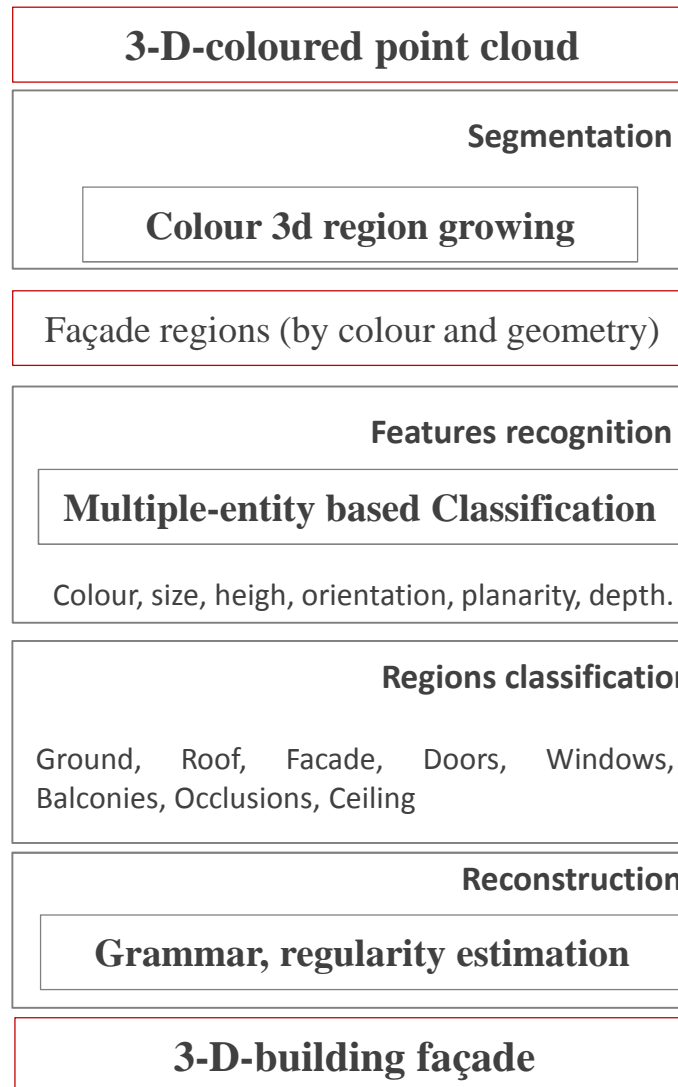 3-D-coloured point cloud
Segmentation
Colour 3d region growing
Façade regions (by colour and geometry)
Features recognition
Multiple-entity based Classification
Colour, size, heigh, orientation, planarity, depth.
Regions classification
Ground, Roof, Facade, Doors, Windows,
Balconies, Occlusions, Ceiling
Reconstruction
Grammar, regularity estimation
3-D-building façade